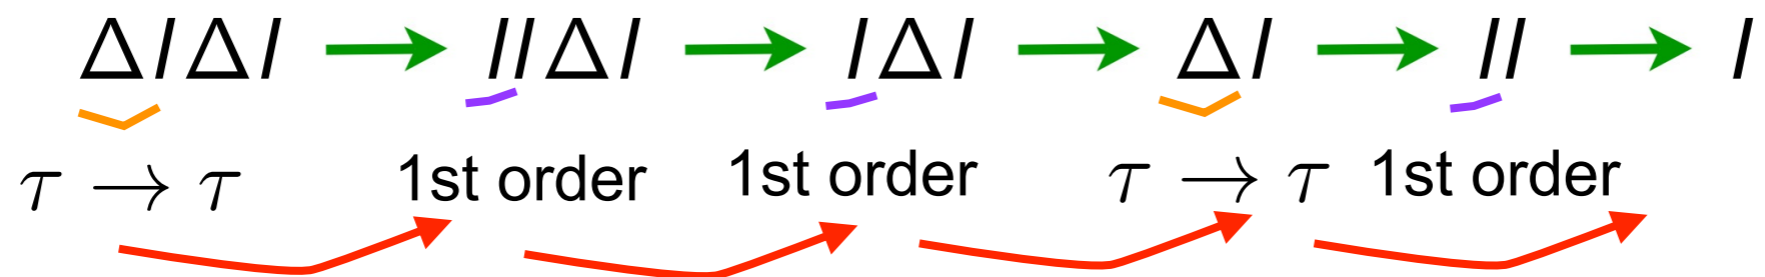 ΔIΔI → IIΔI → IΔI → ΔI → II → I
τ → τ 1st order 1st order τ → τ 1st order